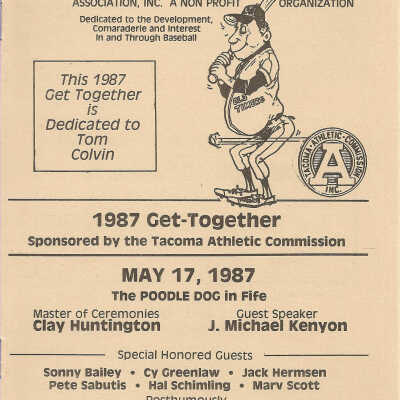 ASSOCIATION, INC. A NON PROFIT ORGANIZATION
Dedicated to the Development,
Comaraderie and Interest
In and Through Baseball
This 1987
Get Together
is
Dedicated to
Tom
Colvin
OLD
TIMERS
TACOMA • ATHLETIC • COMMISSION
A
INC.
1987 Get-Together
Sponsored by the Tacoma Athletic Commission
MAY 17, 1987
The POODLE DOG in Fife
Master of Ceremonies
Clay Huntington
Guest Speaker
J. Michael Kenyon
Special Honored Guests
Sonny Bailey • Cy Greenlaw • Jack Hermsen
Pete Sabutis • Hal Schimling • Marv Scott
Posthumously